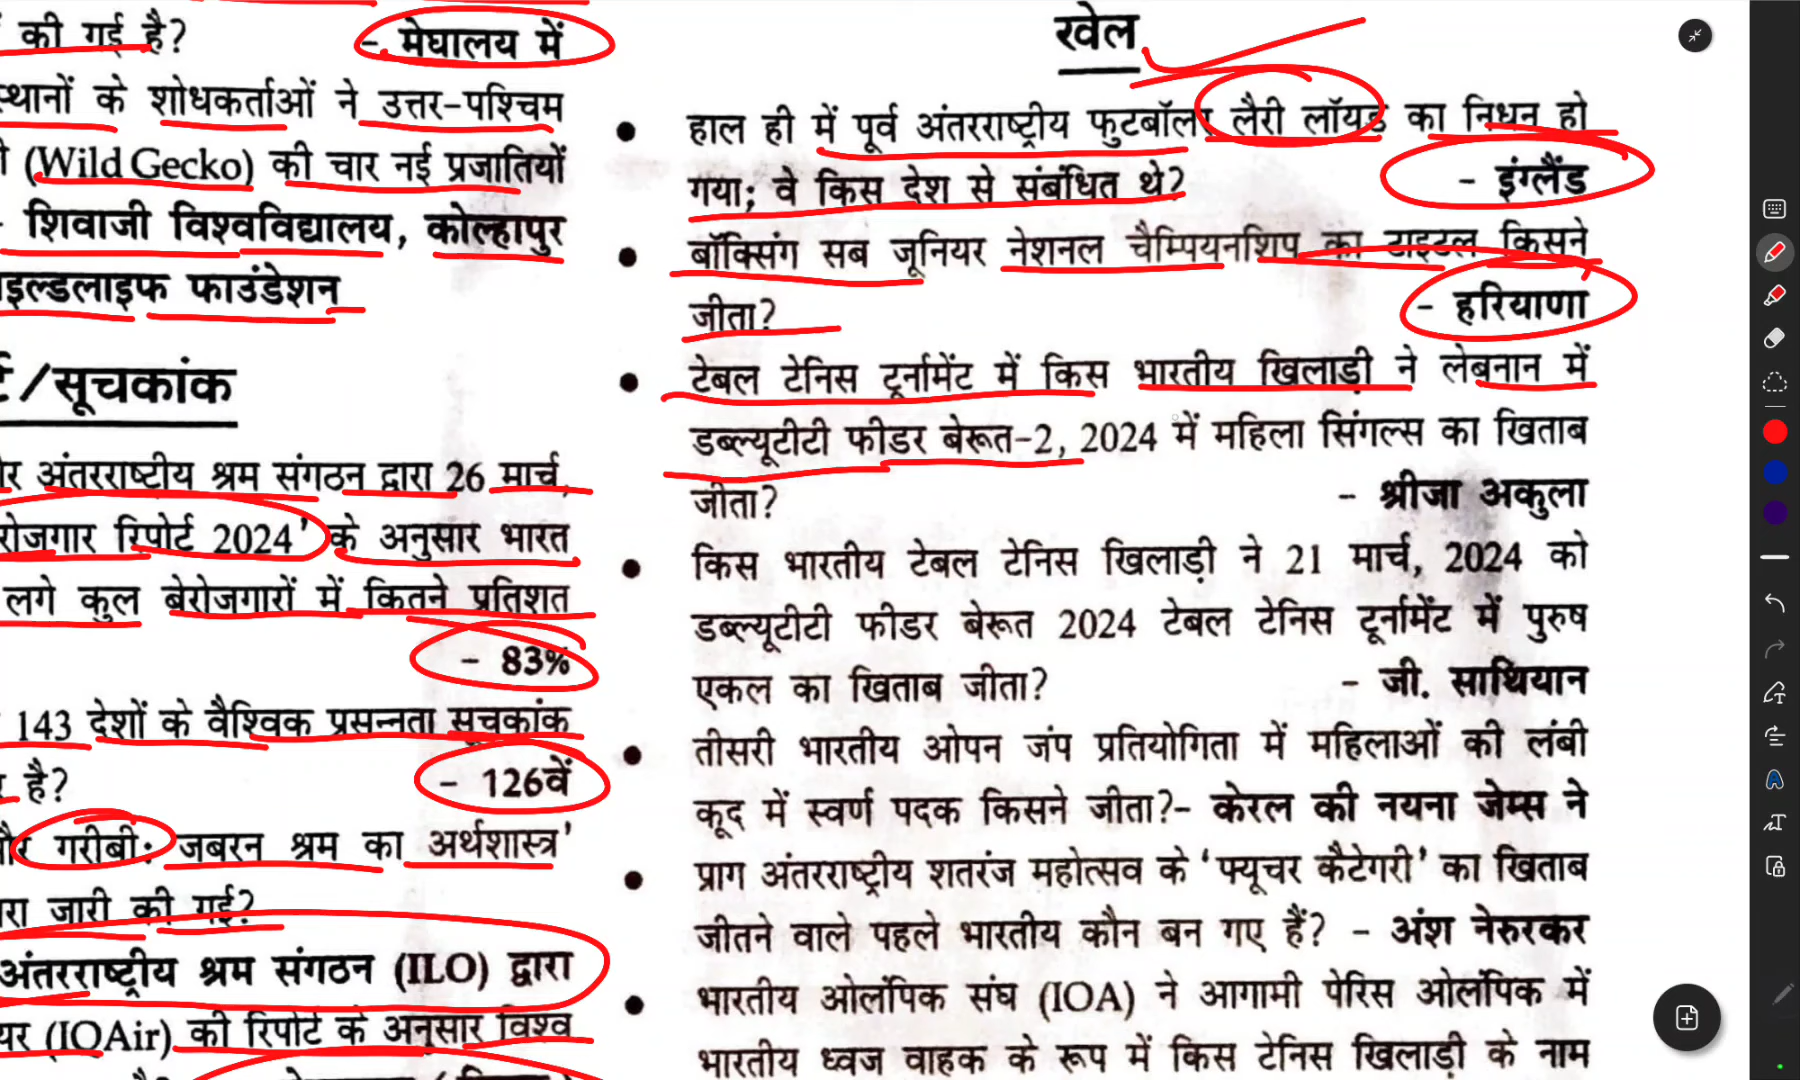 की गई है?
- मेघालय में
स्थानों के शोधकर्ताओं ने उत्तर-पश्चिम
(Wild Gecko) की चार नई प्रजातियों
- शिवाजी विश्वविद्यालय, कोल्हापुर
इल्डलाइफ फाउंडेशन
/सूचकांक
अंतरराष्टीय श्रम संगठन द्वारा 26 मार्च,
रोजगार रिपोर्ट 2024' के अनुसार भारत
लगे कुल बेरोजगारों में कितने प्रतिशत
- 83%
143 देशों के वैश्विक प्रसन्नता सूचकांक
है?
- 126वें
गरीबी: जबरन श्रम का अर्थशास्त्र'
जारी की गई?
अंतरराष्ट्रीय श्रम संगठन (ILO) द्वारा
(IQAir) की रिपोर्ट के अनुसार विश्व
खेल
• हाल ही में पूर्व अंतरराष्ट्रीय फुटबॉलर लैरी लॉयड का निधन हो
गया; वे किस देश से संबंधित थे? - इंग्लैंड
• बॉक्सिंग सब जूनियर नेशनल चैम्पियनशिप का टाइटल किसने
जीता? - हरियाणा
• टेबल टेनिस टूर्नामेंट में किस भारतीय खिलाड़ी ने लेबनान में
डब्ल्यूटीटी फीडर बेरूत-2, 2024 में महिला सिंगल्स का खिताब
जीता? - श्रीजा अकुला
• किस भारतीय टेबल टेनिस खिलाड़ी ने 21 मार्च, 2024 को
डब्ल्यूटीटी फीडर बेरूत 2024 टेबल टेनिस टूर्नामेंट में पुरुष
एकल का खिताब जीता? - जी. साथियान
• तीसरी भारतीय ओपन जंप प्रतियोगिता में महिलाओं की लंबी
कूद में स्वर्ण पदक किसने जीता?- केरल की नयना जेम्स ने
• प्राग अंतरराष्ट्रीय शतरंज महोत्सव के 'फ्यूचर कैटेगरी' का खिताब
जीतने वाले पहले भारतीय कौन बन गए हैं? - अंश नेरुरकर
• भारतीय ओलंपिक संघ (IOA) ने आगामी पेरिस ओलंपिक में
भारतीय ध्वज वाहक के रूप में किस टेनिस खिलाड़ी के नाम